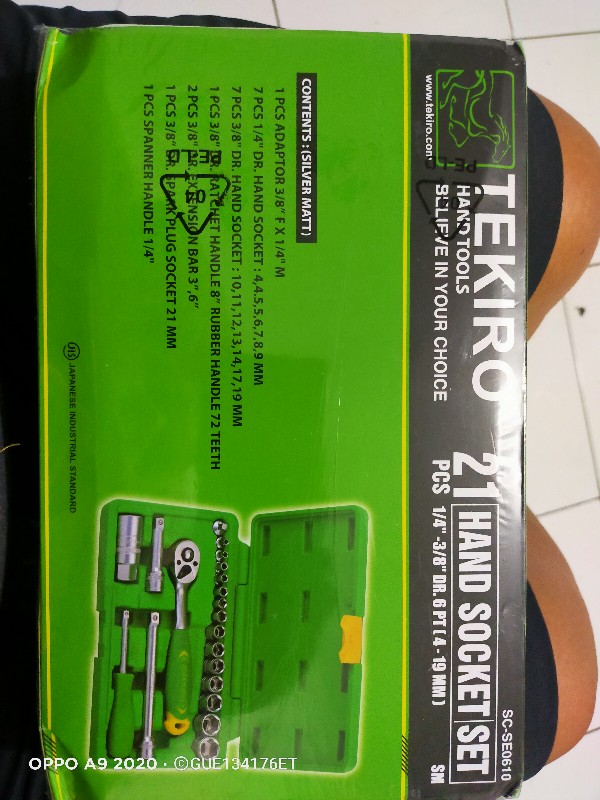 www.tekiro.com
TEKIRO
HAND TOOLS
BELIEVE IN YOUR CHOICE
21 HAND SOCKET SET
PCS 1/4"-3/8" DR. 6 PT ( 4 - 19 MM )
SC-SE0610
SM
CONTENTS : (SILVER MATT)
1 PCS ADAPTOR 3/8" F X 1/4" M
7 PCS 1/4" DR. HAND SOCKET : 4,4.5,5,6,7,8,9 MM
7 PCS 3/8" DR. HAND SOCKET : 10,11,12,13,14,17,19 MM
1 PCS 3/8" DR. RATCHET HANDLE 8" RUBBER HANDLE 72 TEETH
2 PCS 3/8" DR. EXTENSION BAR 3",6"
1 PCS 3/8" DR. SPARK PLUG SOCKET 21 MM
1 PCS SPANNER HANDLE 1/4"
JIS JAPANESE INDUSTRIAL STANDARD
PE-LD
PE-LD
OPPO A9 2020 · ©GUE134176ET